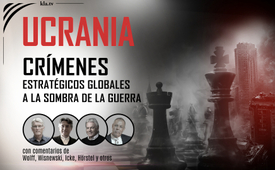 kla.tv
UCRANIA
CRÍMENES
ESTRATÉGICOS GLOBALES
A LA SOMBRA DE LA GUERRA
con comentarios de
Wolff, Wisnewski, Icke, Hörstel y otros